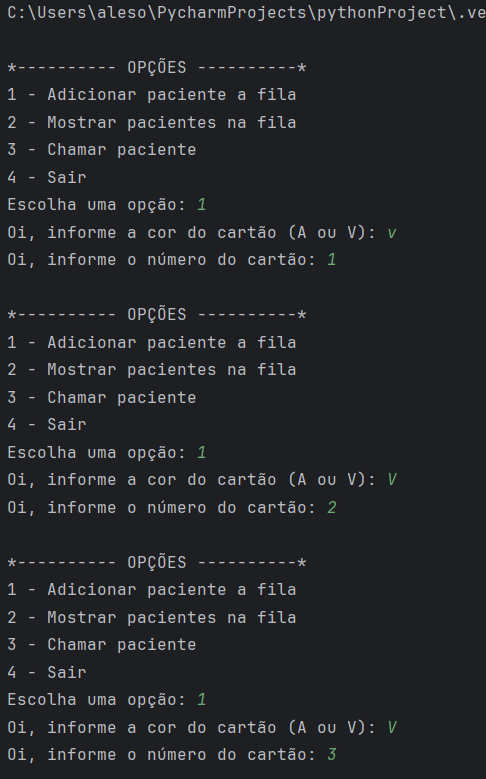 C:\Users\aleso\PycharmProjects\pythonProject\.ve
*---------- OPÇÕES ----------*
1 - Adicionar paciente a fila
2 - Mostrar pacientes na fila
3 - Chamar paciente
4 - Sair
Escolha uma opção: 1
Oi, informe a cor do cartão (A ou V): v
Oi, informe o número do cartão: 1
*---------- OPÇÕES ----------*
1 - Adicionar paciente a fila
2 - Mostrar pacientes na fila
3 - Chamar paciente
4 - Sair
Escolha uma opção: 1
Oi, informe a cor do cartão (A ou V): V
Oi, informe o número do cartão: 2
*---------- OPÇÕES ----------*
1 - Adicionar paciente a fila
2 - Mostrar pacientes na fila
3 - Chamar paciente
4 - Sair
Escolha uma opção: 1
Oi, informe a cor do cartão (A ou V): V
Oi, informe o número do cartão: 3